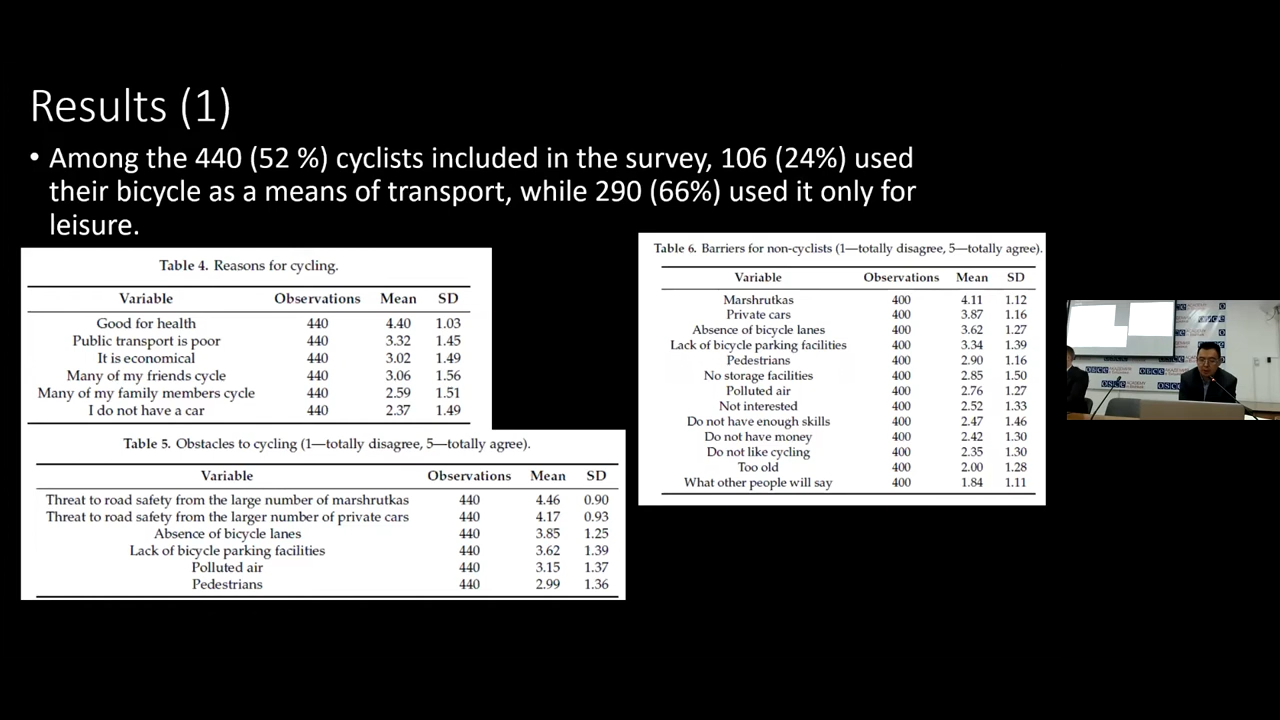 Results (1)
• Among the 440 (52 %) cyclists included in the survey, 106 (24%) used
their bicycle as a means of transport, while 290 (66%) used it only for
leisure.
Table 4. Reasons for cycling.
Variable Observations Mean SD
Good for health 440 4.40 1.03
Public transport is poor 440 3.32 1.45
It is economical 440 3.02 1.49
Many of my friends cycle 440 3.06 1.56
Many of my family members cycle 440 2.59 1.51
I do not have a car 440 2.37 1.49
Table 5. Obstacles to cycling (1—totally disagree, 5—totally agree).
Variable Observations Mean SD
Threat to road safety from the large number of marshrutkas 440 4.46 0.90
Threat to road safety from the larger number of private cars 440 4.17 0.93
Absence of bicycle lanes 440 3.85 1.25
Lack of bicycle parking facilities 440 3.62 1.39
Polluted air 440 3.15 1.37
Pedestrians 440 2.99 1.36
Table 6. Barriers for non-cyclists (1—totally disagree, 5—totally agree).
Variable Observations Mean SD
Marshrutkas 400 4.11 1.12
Private cars 400 3.87 1.16
Absence of bicycle lanes 400 3.62 1.27
Lack of bicycle parking facilities 400 3.34 1.39
Pedestrians 400 2.90 1.16
No storage facilities 400 2.85 1.50
Polluted air 400 2.76 1.27
Not interested 400 2.52 1.33
Do not have enough skills 400 2.47 1.46
Do not have money 400 2.42 1.30
Do not like cycling 400 2.35 1.30
Too old 400 2.00 1.28
What other people will say 400 1.84 1.11
osce